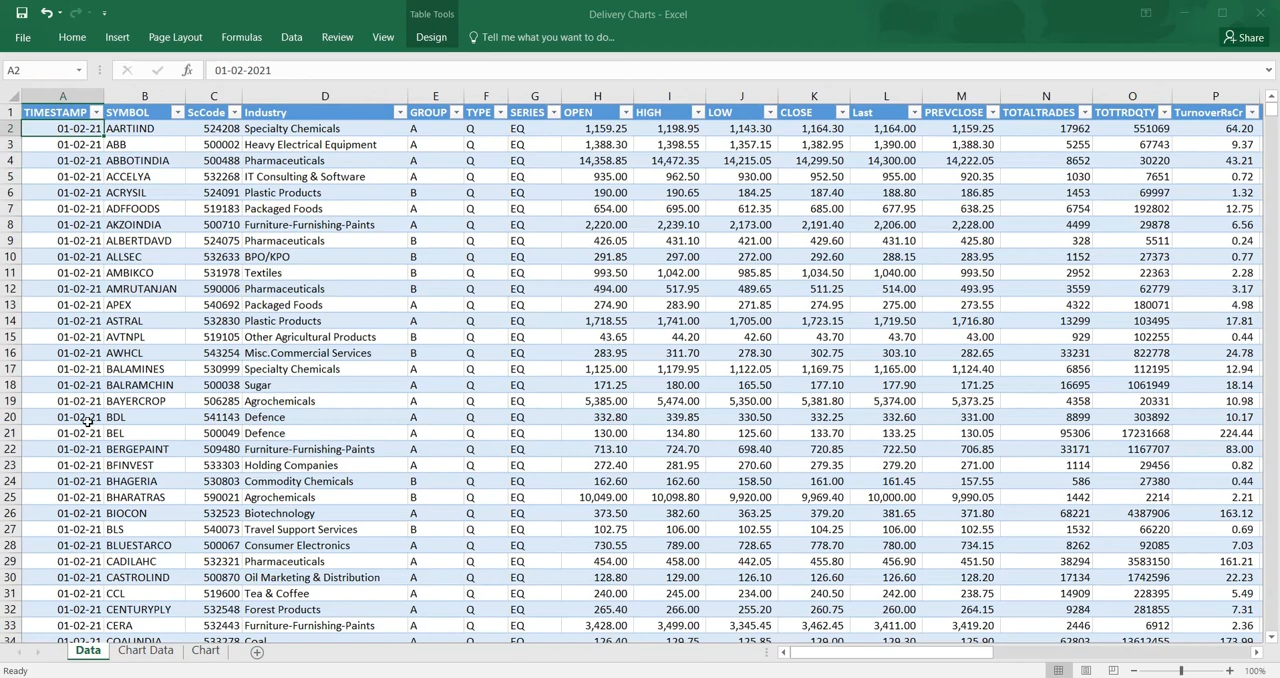 Table Tools
Delivery Charts - Excel
File Home Insert Page Layout Formulas Data Review View Design Tell me what you want to do... Share
A2 fx 01-02-2021
A B C D E F G H I J K L M N O P
1 TIMESTAMP SYMBOL ScCode Industry GROUP TYPE SERIES OPEN HIGH LOW CLOSE Last PREVCLOSE TOTALTRADES TOTTRDQTY TurnoverRsCr
2 01-02-21 AARTIIND 524208 Specialty Chemicals A Q EQ 1,159.25 1,198.95 1,143.30 1,164.30 1,164.00 1,159.25 17962 551069 64.20
3 01-02-21 ABB 500002 Heavy Electrical Equipment A Q EQ 1,388.30 1,398.55 1,357.15 1,382.95 1,390.00 1,388.30 5255 67743 9.37
4 01-02-21 ABBOTINDIA 500488 Pharmaceuticals A Q EQ 14,358.85 14,472.35 14,215.05 14,299.50 14,300.00 14,222.05 8652 30220 43.21
5 01-02-21 ACCELYA 532268 IT Consulting & Software A Q EQ 935.00 962.50 930.00 952.50 955.00 920.35 1030 7651 0.72
6 01-02-21 ACRYSIL 524091 Plastic Products B Q EQ 190.00 190.65 184.25 187.40 188.80 186.85 1453 69997 1.32
7 01-02-21 ADFFOODS 519183 Packaged Foods A Q EQ 654.00 695.00 612.35 685.00 677.95 638.25 6754 192802 12.75
8 01-02-21 AKZOINDIA 500710 Furniture-Furnishing-Paints A Q EQ 2,220.00 2,239.10 2,173.00 2,191.40 2,206.00 2,228.00 4499 29878 6.56
9 01-02-21 ALBERTDAVD 524075 Pharmaceuticals B Q EQ 426.05 431.10 421.00 429.60 431.10 425.80 328 5511 0.24
10 01-02-21 ALLSEC 532633 BPO/KPO B Q EQ 291.85 297.00 272.00 292.60 288.15 283.95 1152 27373 0.77
11 01-02-21 AMBIKCO 531978 Textiles B Q EQ 993.50 1,042.00 985.85 1,034.50 1,040.00 993.50 2952 22363 2.28
12 01-02-21 AMRUTANJAN 590006 Pharmaceuticals B Q EQ 494.00 517.95 489.65 511.25 514.00 493.95 3559 62779 3.17
13 01-02-21 APEX 540692 Packaged Foods A Q EQ 274.90 283.90 271.85 274.95 275.00 273.55 4322 180071 4.98
14 01-02-21 ASTRAL 532830 Plastic Products A Q EQ 1,718.55 1,741.00 1,705.00 1,723.15 1,719.50 1,716.80 13299 103495 17.81
15 01-02-21 AVTNPL 519105 Other Agricultural Products B Q EQ 43.65 44.20 42.60 43.70 43.70 43.00 929 102255 0.44
16 01-02-21 AWHCL 543254 Misc.Commercial Services B Q EQ 283.95 311.70 278.30 302.75 303.10 282.65 33231 822778 24.78
17 01-02-21 BALAMINES 530999 Specialty Chemicals A Q EQ 1,125.00 1,179.95 1,122.05 1,169.75 1,165.00 1,124.40 6856 112195 12.94
18 01-02-21 BALRAMCHIN 500038 Sugar A Q EQ 171.25 180.00 165.50 177.10 177.90 171.25 16695 1061949 18.14
19 01-02-21 BAYERCROP 506285 Agrochemicals A Q EQ 5,385.00 5,474.00 5,350.00 5,381.80 5,374.00 5,373.25 4358 20331 10.98
20 01-02-21 BDL 541143 Defence A Q EQ 332.80 339.85 330.50 332.25 332.60 331.00 8899 303892 10.17
21 01-02-21 BEL 500049 Defence A Q EQ 130.00 134.80 125.60 133.70 133.25 130.05 95306 17231668 224.44
22 01-02-21 BERGEPAINT 509480 Furniture-Furnishing-Paints A Q EQ 713.10 724.70 698.40 720.85 722.50 706.85 33171 1167707 83.00
23 01-02-21 BFINVEST 533303 Holding Companies A Q EQ 272.40 281.95 270.60 279.35 279.20 271.00 1114 29456 0.82
24 01-02-21 BHAGERIA 530803 Commodity Chemicals B Q EQ 162.60 162.60 158.50 161.00 161.45 157.55 586 27380 0.44
25 01-02-21 BHARATRAS 590021 Agrochemicals A Q EQ 10,049.00 10,098.80 9,920.00 9,969.40 10,000.00 9,990.05 1442 2214 2.21
26 01-02-21 BIOCON 532523 Biotechnology A Q EQ 373.50 382.60 363.25 379.20 381.65 371.80 68221 4387906 163.12
27 01-02-21 BLS 540073 Travel Support Services B Q EQ 102.75 106.00 102.55 104.25 106.00 102.55 1532 66220 0.69
28 01-02-21 BLUESTARCO 500067 Consumer Electronics A Q EQ 730.55 789.00 728.65 778.70 780.00 734.15 8262 92085 7.03
29 01-02-21 CADILAHC 532321 Pharmaceuticals A Q EQ 454.00 458.00 442.05 455.80 456.90 451.50 38294 3583150 161.21
30 01-02-21 CASTROLIND 500870 Oil Marketing & Distribution A Q EQ 128.80 129.00 126.10 126.60 126.60 128.20 17134 1742596 22.23
31 01-02-21 CCL 519600 Tea & Coffee A Q EQ 240.00 245.00 234.00 240.50 242.00 238.75 14909 228395 5.49
32 01-02-21 CENTURYPLY 532548 Forest Products A Q EQ 265.40 266.00 255.20 260.75 260.00 264.15 9284 281855 7.31
33 01-02-21 CERA 532443 Furniture-Furnishing-Paints A Q EQ 3,428.00 3,499.00 3,345.45 3,462.45 3,411.00 3,419.20 2446 6912 2.36
34 01-02-21 COALINDIA 533278 Coal A Q EQ 126.40 129.75 125.85 129.00 129.30 125.90 62803 13612455 173.99
Data Chart Data Chart
Ready 100%